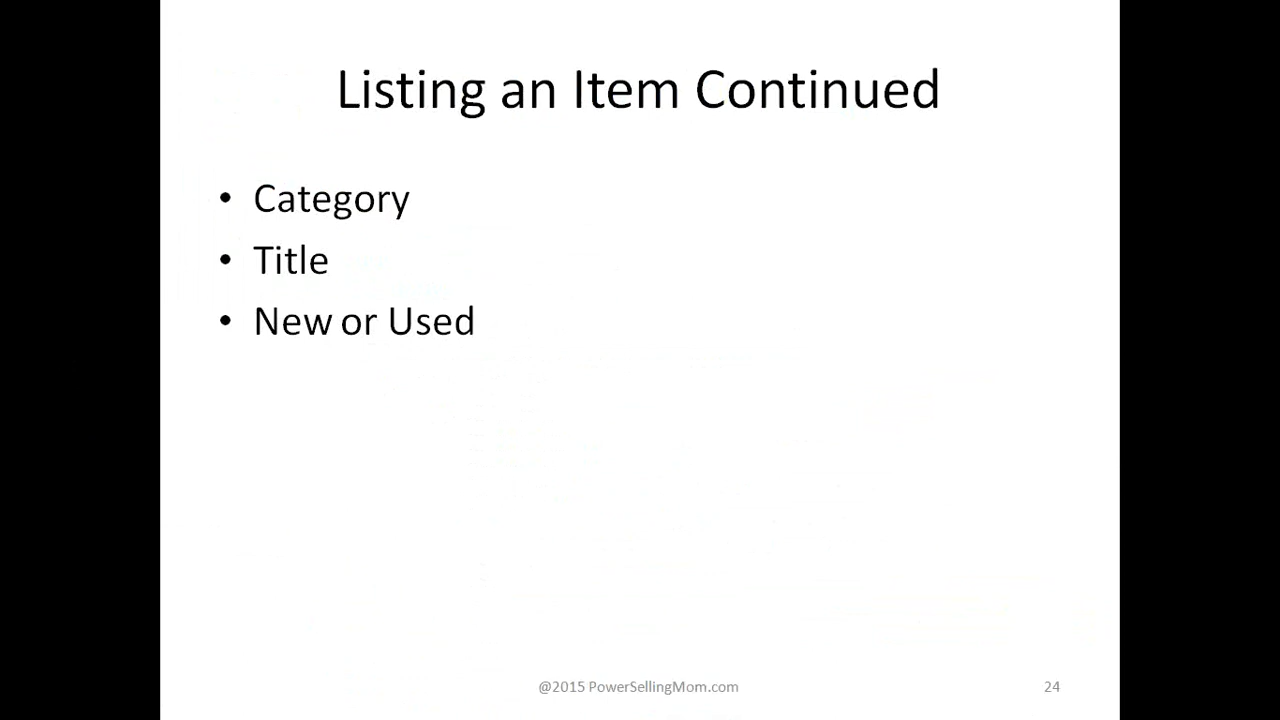 Listing an Item Continued
• Category
• Title
• New or Used
@2015 PowerSellingMom.com
24